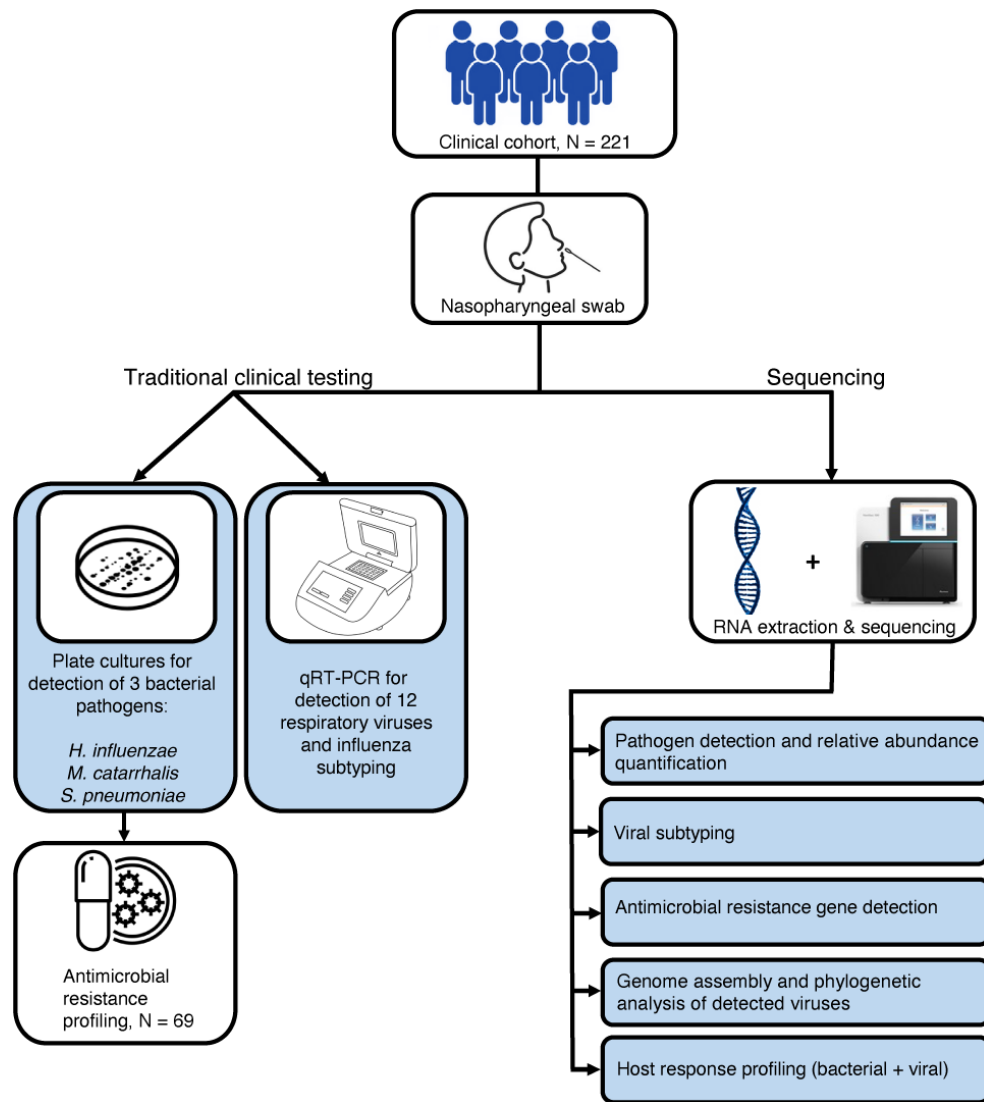 Clinical cohort, N = 221
Nasopharyngeal swab
Traditional clinical testing
Sequencing
Plate cultures for
detection of 3 bacterial
pathogens:
H. influenzae
M. catarrhalis
S. pneumoniae
qRT-PCR for
detection of 12
respiratory viruses
and influenza
subtyping
+
RNA extraction & sequencing
Antimicrobial
resistance
profiling, N = 69
Pathogen detection and relative abundance
quantification
Viral subtyping
Antimicrobial resistance gene detection
Genome assembly and phylogenetic
analysis of detected viruses
Host response profiling (bacterial + viral)